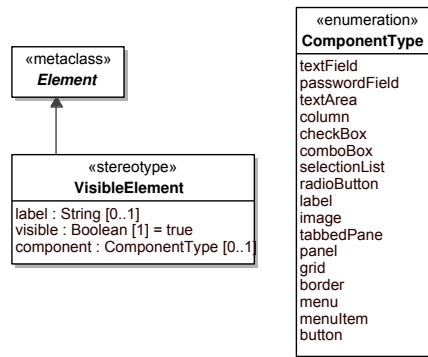 «metaclass»
Element
«stereotype»
VisibleElement
label : String [0..1]
visible : Boolean [1] = true
component : ComponentType [0..1]
«enumeration»
ComponentType
textField
passwordField
textArea
column
checkBox
comboBox
selectionList
radioButton
label
image
tabbedPane
panel
grid
border
menu
menuItem
button